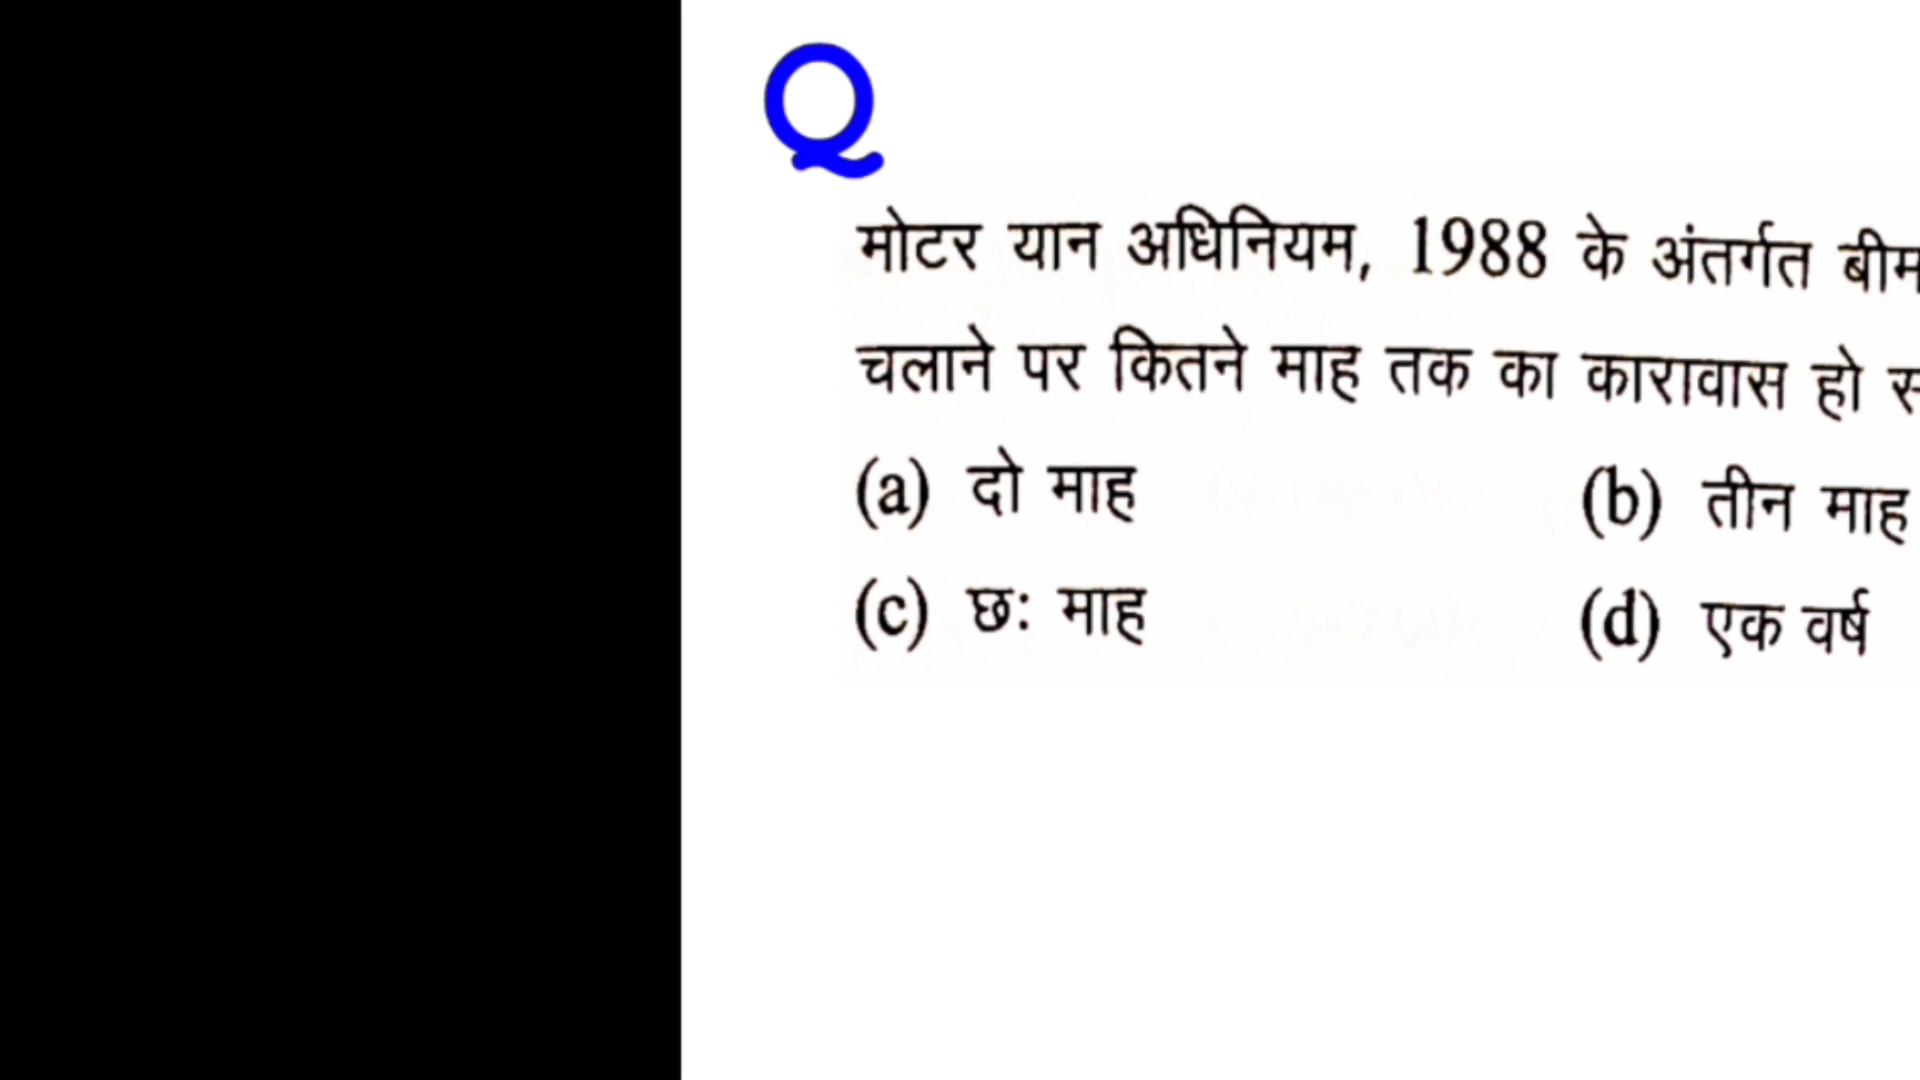 Q
मोटर यान अधिनियम, 1988 के अंतर्गत
चलाने पर कितने माह तक का कारावास हो
(a) दो माह (b) तीन माह
(c) छः माह (d) एक वर्ष